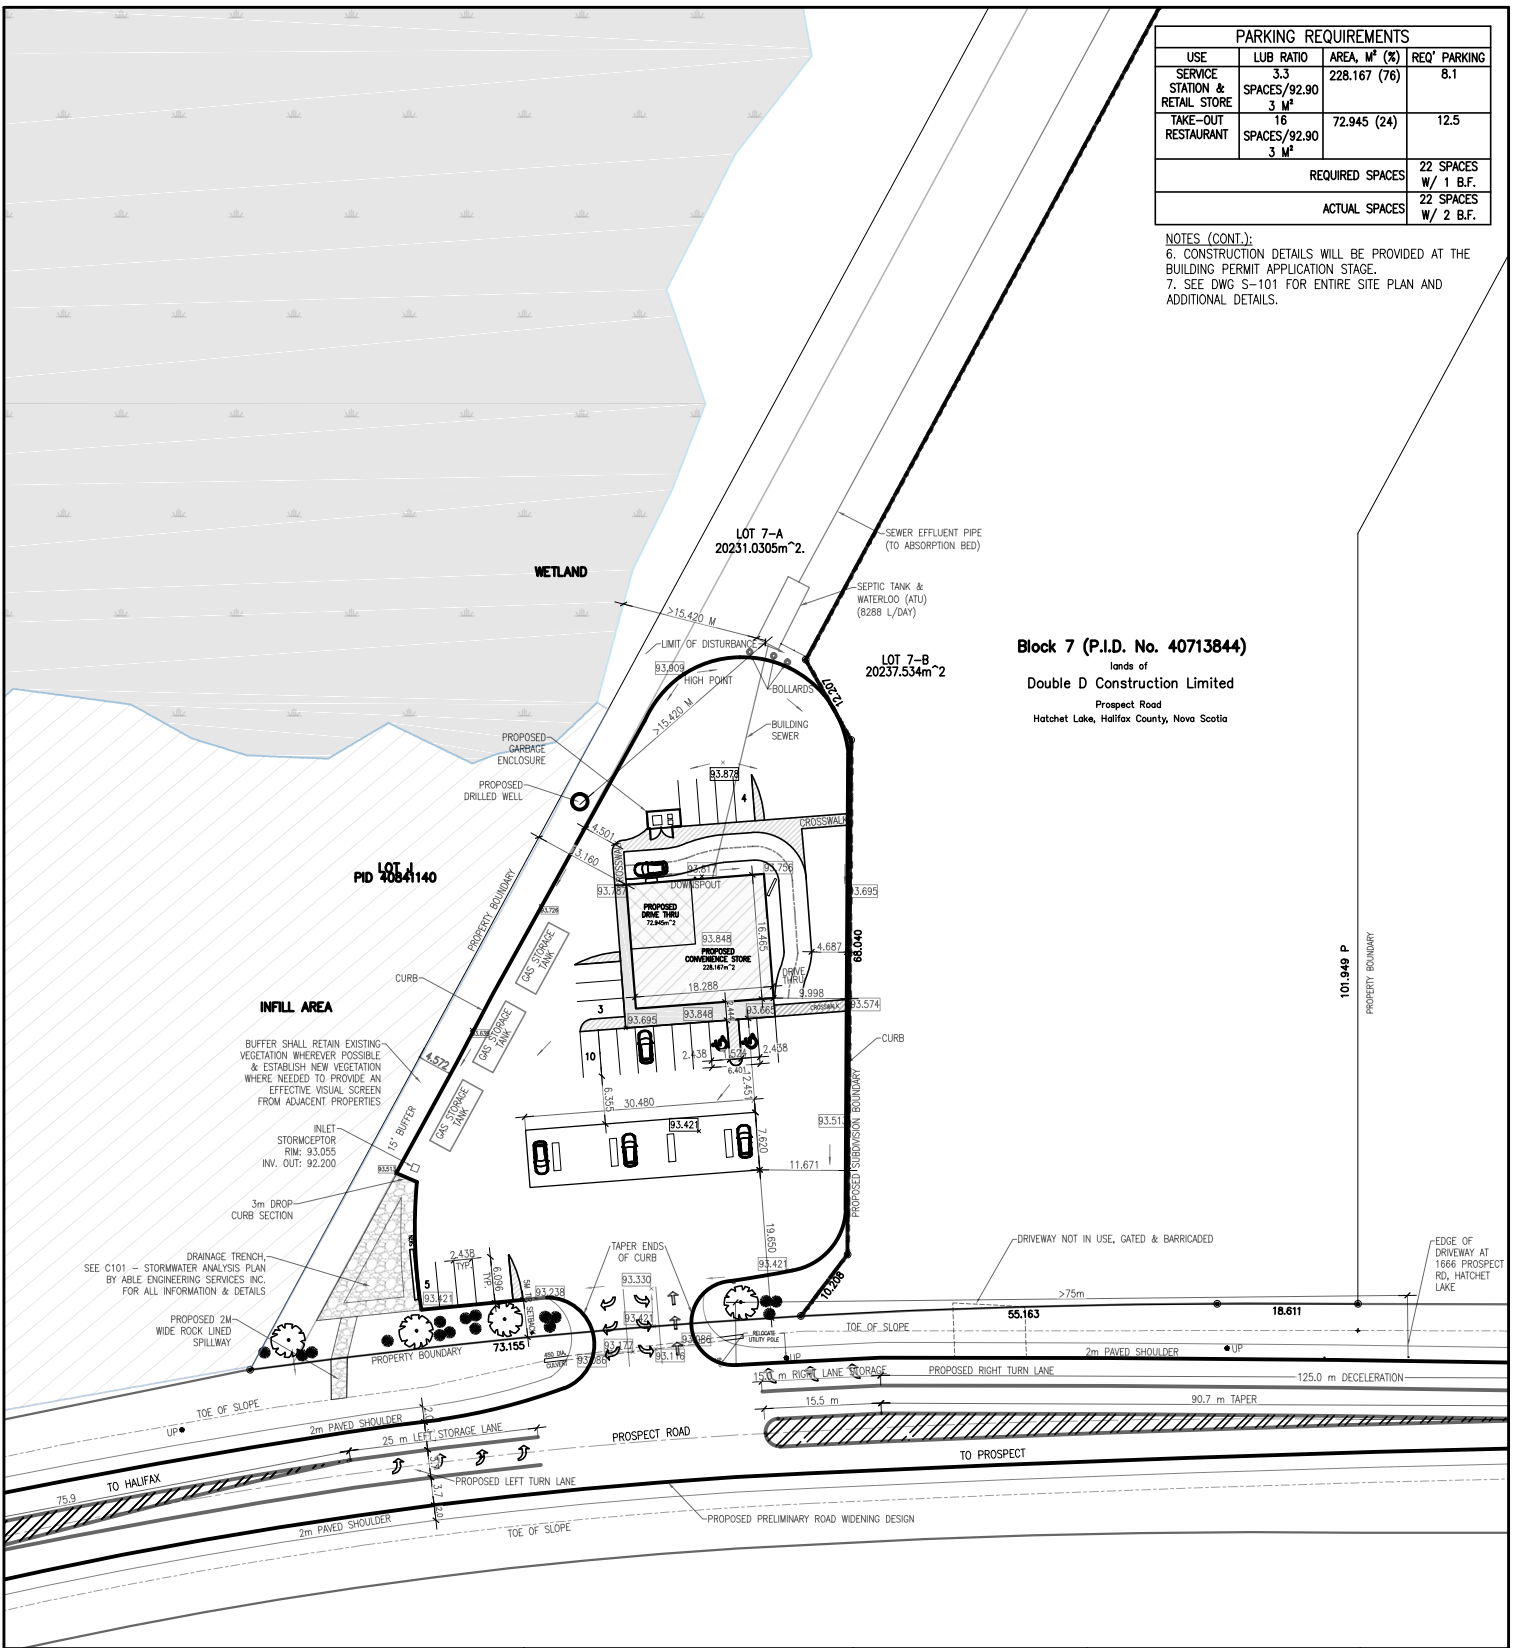 PARKING REQUIREMENTS
USE LUB RATIO AREA, M² (%) REQ' PARKING
SERVICE STATION & RETAIL STORE 3.3 SPACES/92.90 3 M² 228.167 (76) 8.1
TAKE-OUT RESTAURANT 16 SPACES/92.90 3 M² 72.945 (24) 12.5
REQUIRED SPACES 22 SPACES W/ 1 B.F.
ACTUAL SPACES 22 SPACES W/ 2 B.F.
NOTES (CONT.):
6. CONSTRUCTION DETAILS WILL BE PROVIDED AT THE
BUILDING PERMIT APPLICATION STAGE.
7. SEE DWG S-101 FOR ENTIRE SITE PLAN AND
ADDITIONAL DETAILS.
LOT 7-A
20231.0305m^2.
SEWER EFFLUENT PIPE
(TO ABSORPTION BED)
WETLAND
SEPTIC TANK &
WATERLOO (ATU)
(8288 L/DAY)
>15.420 M
LIMIT OF DISTURBANCE
93.909
HIGH POINT
LOT 7-B
20237.534m^2
Block 7 (P.I.D. No. 40713844)
lands of
Double D Construction Limited
Prospect Road
Hatchet Lake, Halifax County, Nova Scotia
12.207
BOLLARDS
>15.420 M
BUILDING
SEWER
PROPOSED
GARBAGE
ENCLOSURE
PROPOSED
DRILLED WELL
93.878
4
CROSSWALK
4.501
13.160
CROSSWALK
LOT J
PID 40841140
PROPERTY BOUNDARY
93.817
93.756
DOWNSPOUT
93.787
93.695
PROPOSED
DRIVE THRU
72.945m^2
93.726
16.465
93.848
PROPOSED
CONVENIENCE STORE
228.167m^2
4.687
68.040
GAS STORAGE
TANK
DRIVE
THRU
18.288
9.998
CURB
101.949 P
PROPERTY BOUNDARY
INFILL AREA
3
93.695
93.848
2.444
93.665
CROSSWALK
93.574
GAS STORAGE
TANK
CURB
BUFFER SHALL RETAIN EXISTING
VEGETATION WHEREVER POSSIBLE
& ESTABLISH NEW VEGETATION
WHERE NEEDED TO PROVIDE AN
EFFECTIVE VISUAL SCREEN
FROM ADJACENT PROPERTIES
4.572
10
2.438
1.524
2.438
6.401
12.451
6.355
30.480
GAS STORAGE
TANK
15' BUFFER
93.421
7.620
93.513
11.671
PROPOSED SUBDIVISION BOUNDARY
INLET
STORMCEPTOR
RIM: 93.055
INV. OUT: 92.200
93.513
3m DROP
CURB SECTION
DRAINAGE TRENCH,
SEE C101 - STORMWATER ANALYSIS PLAN
BY ABLE ENGINEERING SERVICES INC.
FOR ALL INFORMATION & DETAILS
19.650
TAPER ENDS
OF CURB
DRIVEWAY NOT IN USE, GATED & BARRICADED
EDGE OF
DRIVEWAY AT
1666 PROSPECT
RD, HATCHET
LAKE
2.438
TYP
6.096
TYP
5
93.421
93.238
93.330
93.421
10.208
>75m
55.163
18.611
PROPOSED 2M
WIDE ROCK LINED
SPILLWAY
93.421
93.177
93.086
93.116
93.086
RELOCATE
UTILITY POLE
450 DIA.
CULVERT
PROPERTY BOUNDARY
73.155
TOE OF SLOPE
UP
UP
2m PAVED SHOULDER
15.0 m RIGHT LANE STORAGE
PROPOSED RIGHT TURN LANE
125.0 m DECELERATION
15.5 m
90.7 m TAPER
TOE OF SLOPE
UP
2m PAVED SHOULDER
25 m LEFT STORAGE LANE
PROSPECT ROAD
TO PROSPECT
TO HALIFAX
75.9
PROPOSED LEFT TURN LANE
3.7
2.0
2m PAVED SHOULDER
TOE OF SLOPE
PROPOSED PRELIMINARY ROAD WIDENING DESIGN